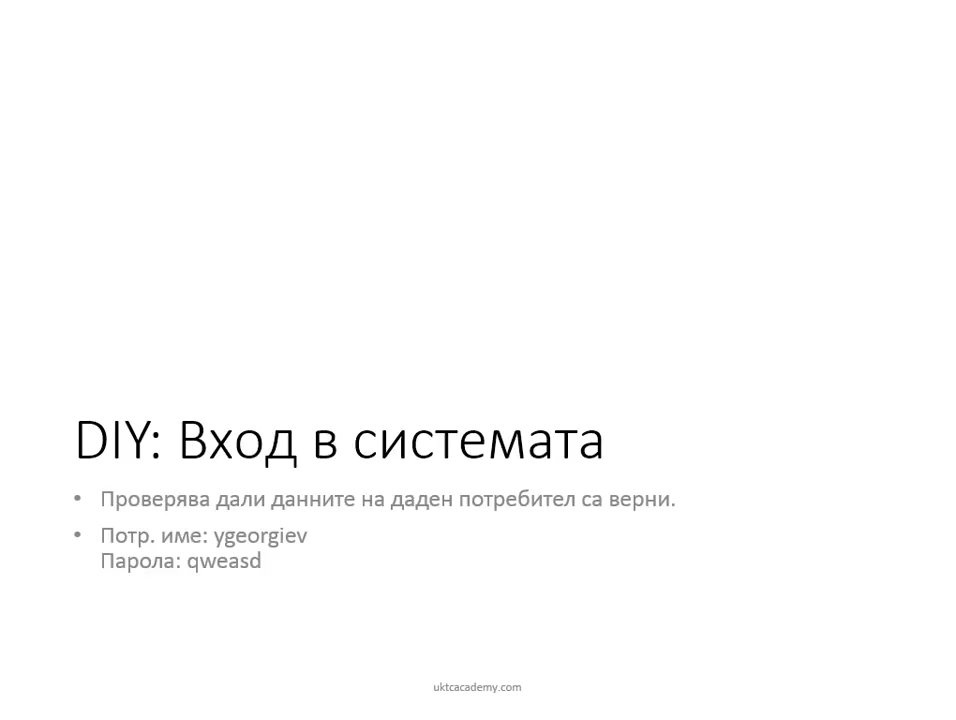 DIY: Вход в системата
• Проверява дали данните на даден потребител са верни.
• Потр. име: ygeorgiev
Парола: qweasd
uktcacademy.com